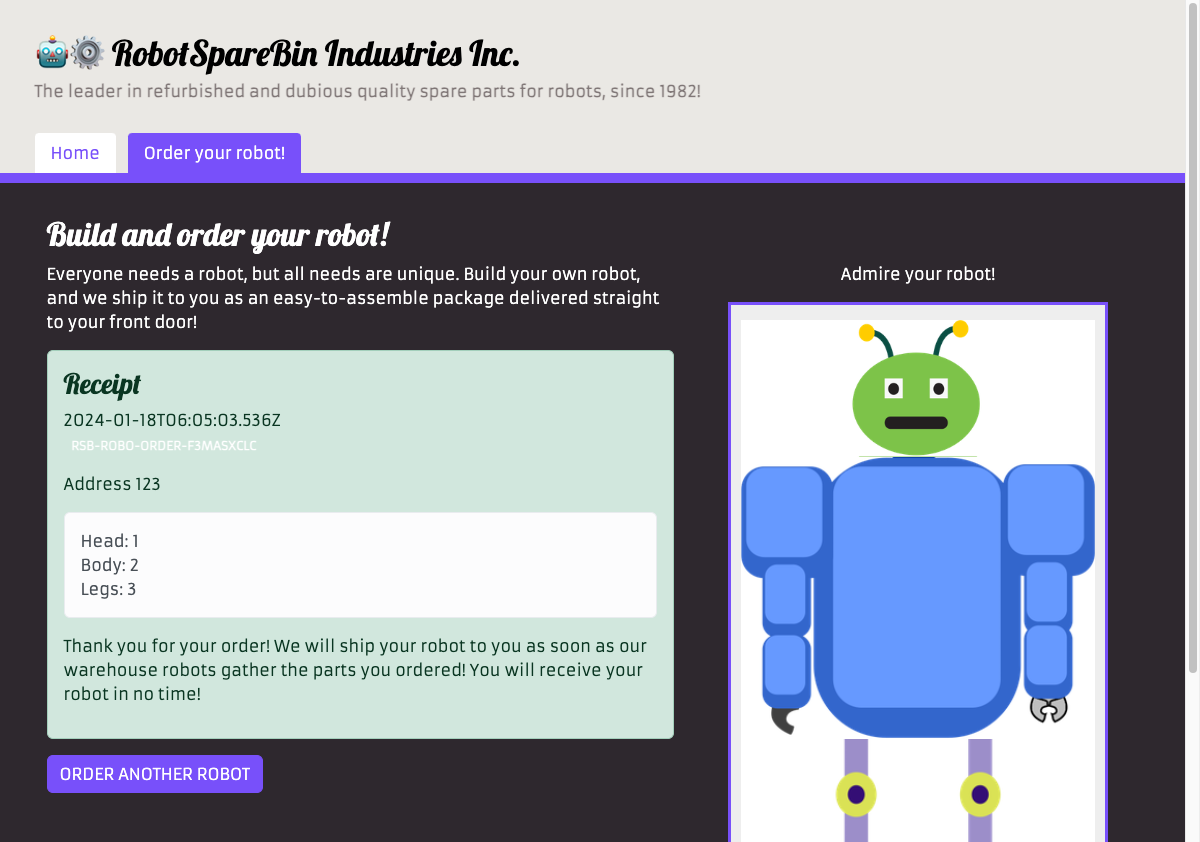 RobotSpareBin Industries Inc.
The leader in refurbished and dubious quality spare parts for robots, since 1982!
Home
Order your robot!
Build and order your robot!
Everyone needs a robot, but all needs are unique. Build your own robot,
and we ship it to you as an easy-to-assemble package delivered straight
to your front door!
Receipt
2024-01-18T06:05:03.536Z
RSB-ROBO-ORDER-F3MASXCLC
Address 123
Head: 1
Body: 2
Legs: 3
Thank you for your order! We will ship your robot to you as soon as our
warehouse robots gather the parts you ordered! You will receive your
robot in no time!
ORDER ANOTHER ROBOT
Admire your robot!